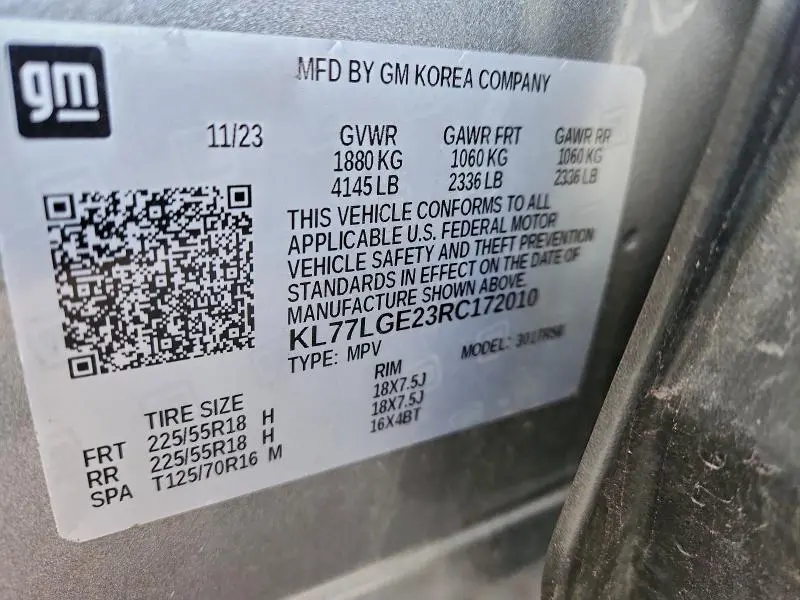 gm
MFD BY GM KOREA COMPANY
11/23 GVWR GAWR FRT GAWR RR
1880 KG 1060 KG 1060 KG
4145 LB 2336 LB 2336 LB
THIS VEHICLE CONFORMS TO ALL
APPLICABLE U.S. FEDERAL MOTOR
VEHICLE SAFETY AND THEFT PREVENTION
STANDARDS IN EFFECT ON THE DATE OF
MANUFACTURE SHOWN ABOVE.
KL77LGE23RC172010
TYPE: MPV MODEL:
TIRE SIZE RIM
FRT 225/55R18 H 18X7.5J
RR 225/55R18 H 18X7.5J
SPA T125/70R16 M 16X4BT